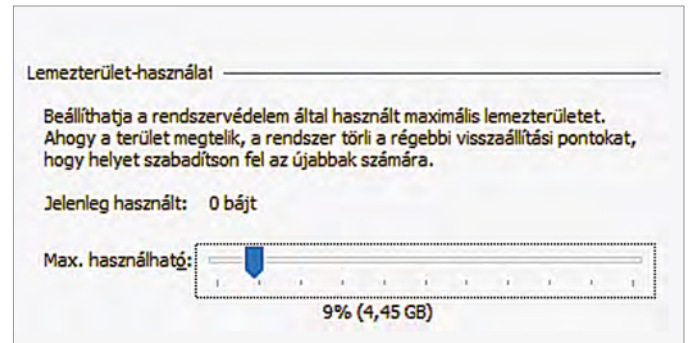 Lemezterület-használat
Beállíthatja a rendszervédelem által használt maximális lemezterületet.
Ahogy a terület megtelik, a rendszer törli a régebbi visszaállítási pontokat,
hogy helyet szabadítson fel az újabbak számára.
Jelenleg használt: 0 bájt
Max. használható:
9% (4,45 GB)